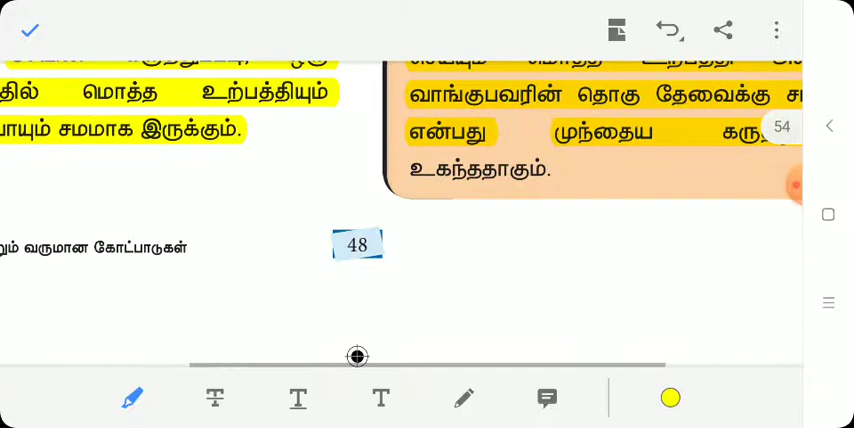 தில் மொத்த உற்பத்தியும்
யும் சமமாக இருக்கும்.
வாங்குபவரின் தொகு தேவைக்கு
என்பது முந்தைய
உகந்ததாகும்.
54
வருமான கோட்பாடுகள்
48